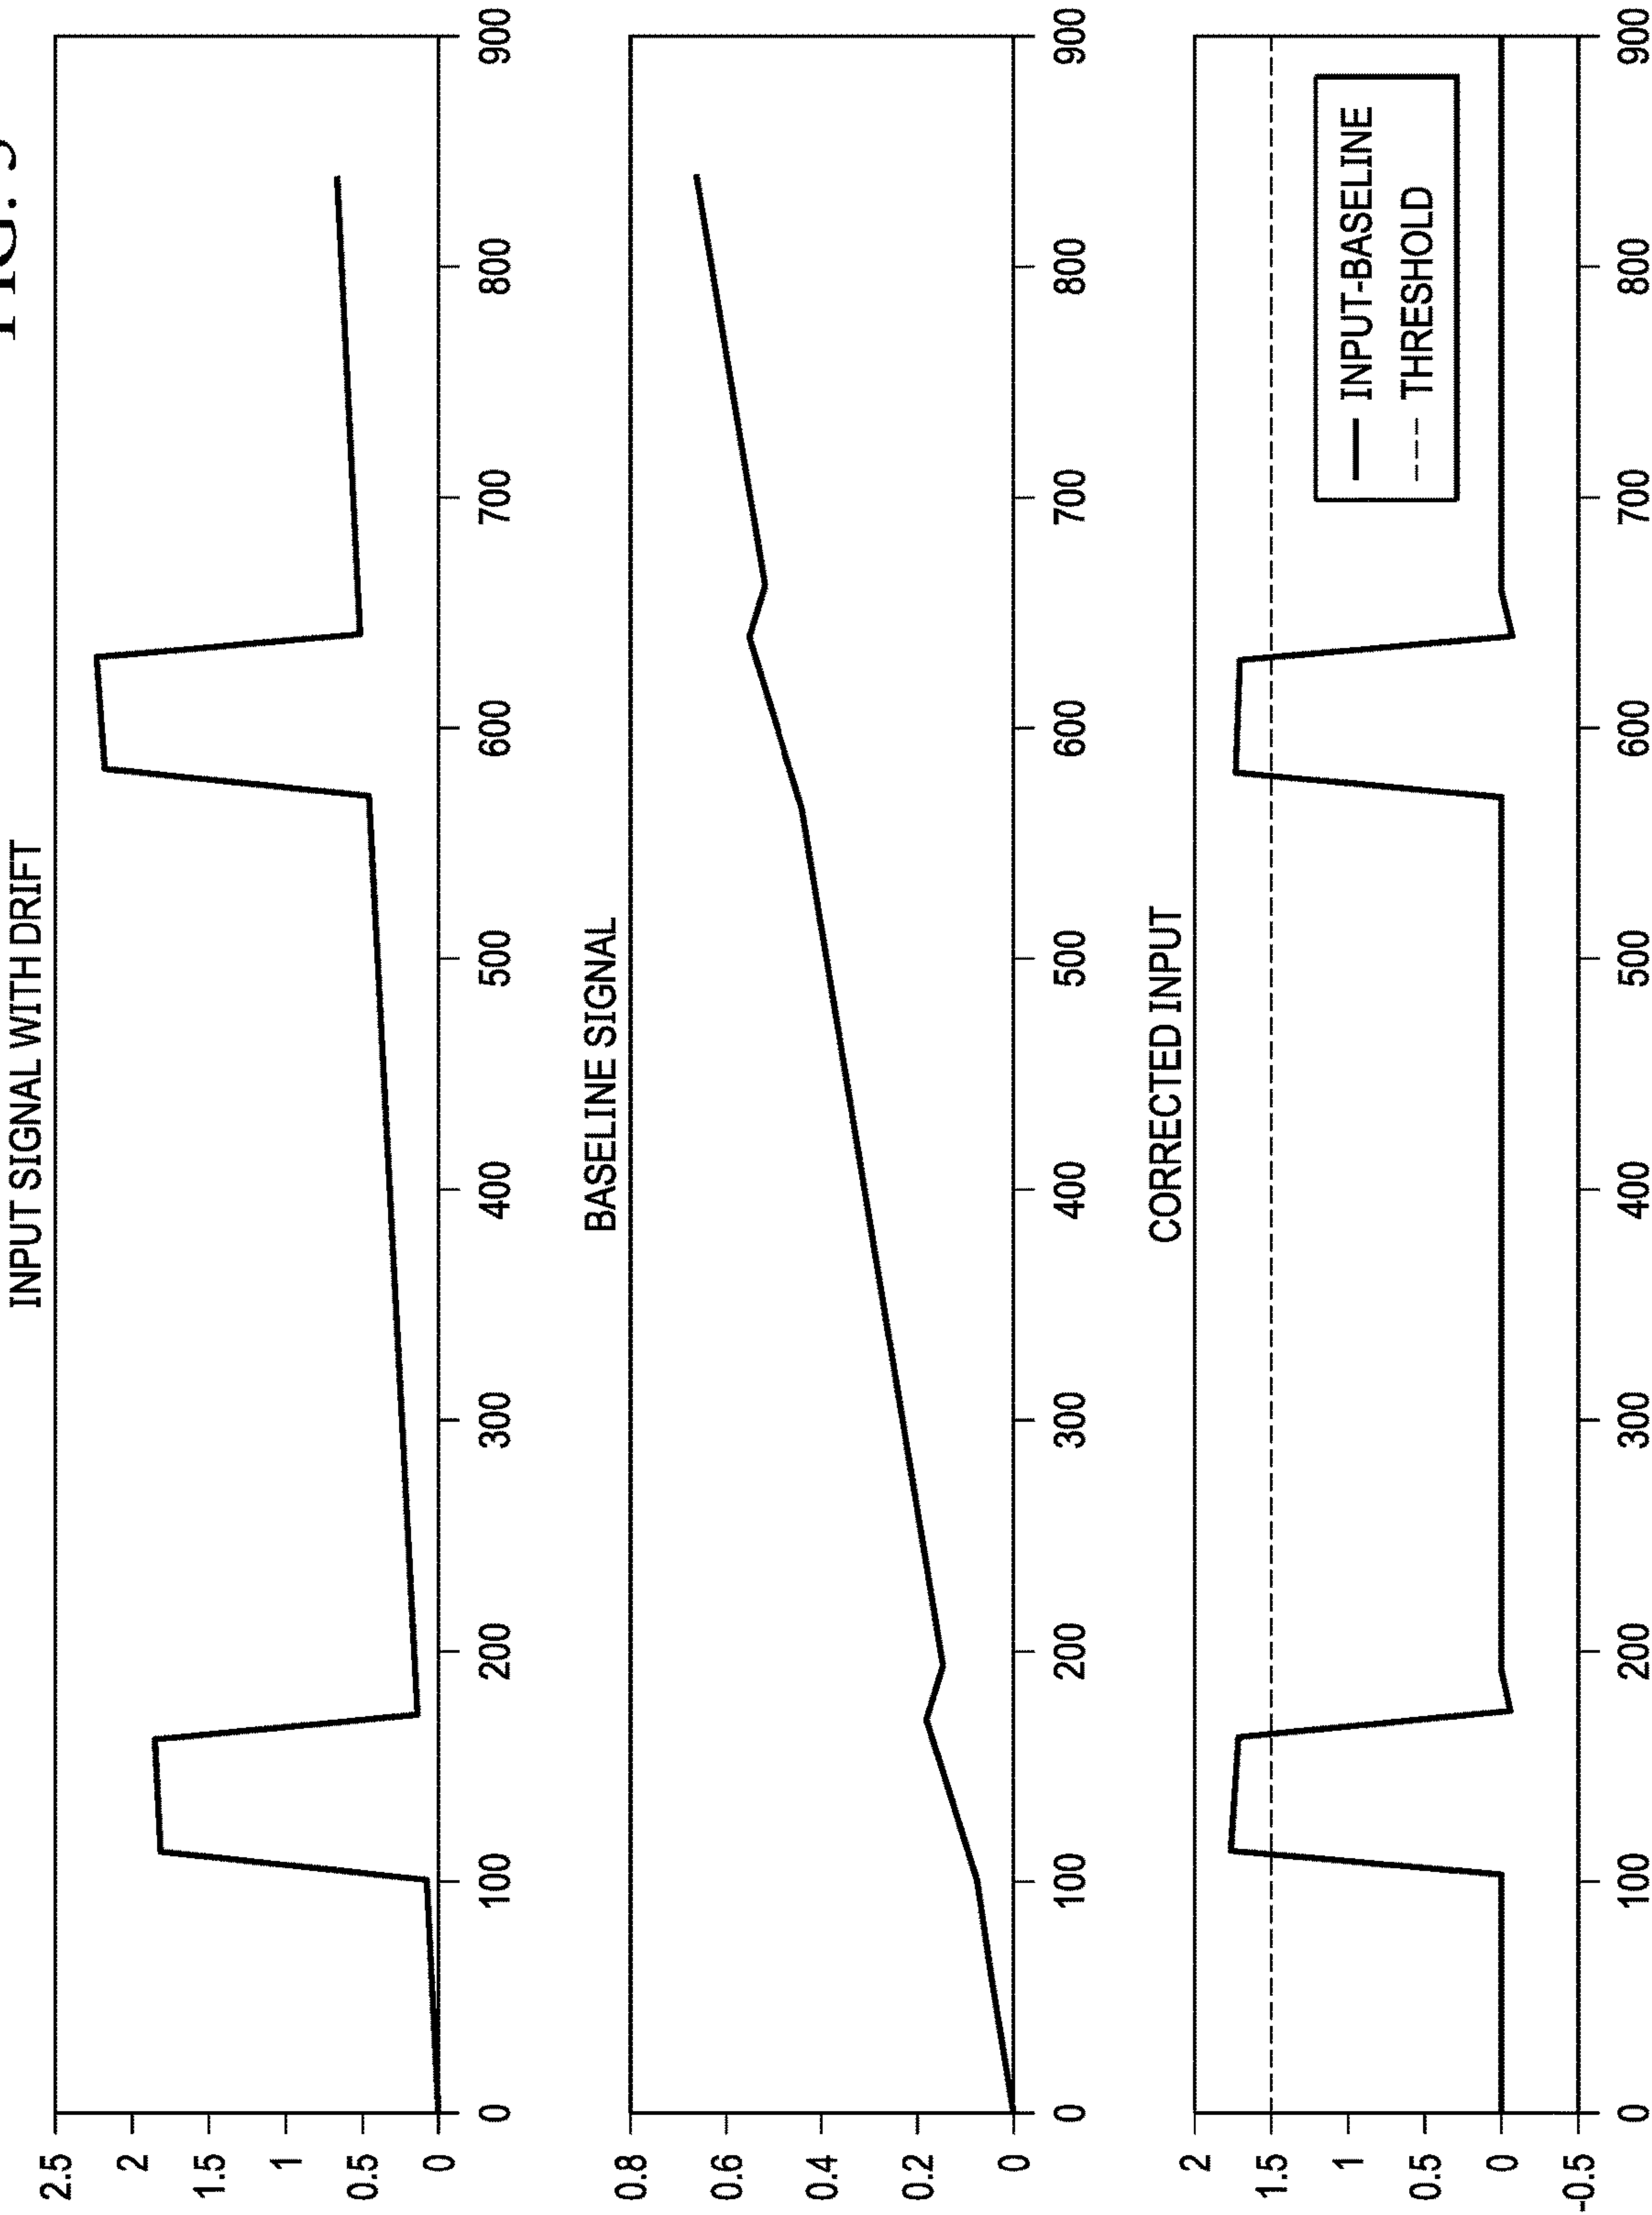 INPUT SIGNAL WITH DRIFT
2.5
2
1.5
1
0.5
0
0 100 200 300 400 500 600 700 800 900
BASELINE SIGNAL
0.8
0.6
0.4
0.2
0
0 100 200 300 400 500 600 700 800 900
CORRECTED INPUT
2
1.5
1
0.5
0
-0.5
0 100 200 300 400 500 600 700 800 900
INPUT-BASELINE
THRESHOLD